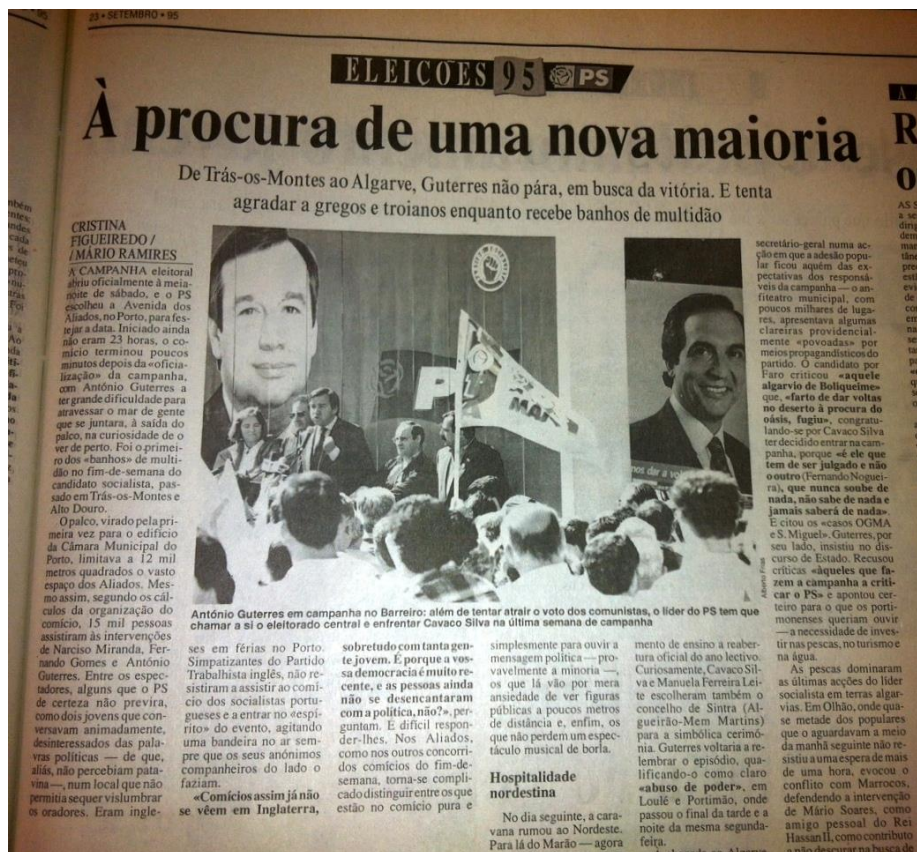 23 • SETEMBRO • 95
ELEIÇÕES 95 PS
À procura de uma nova maioria
De Trás-os-Montes ao Algarve, Guterres não pára, em busca da vitória. E tenta
agradar a gregos e troianos enquanto recebe banhos de multidão
CRISTINA
FIGUEIREDO /
/ MÁRIO RAMIRES
A CAMPANHA eleitoral
abriu oficialmente à meia-
noite de sábado, e o PS
escolheu a Avenida dos
Aliados, no Porto, para fes-
tejar a data. Iniciado ainda
não eram 23 horas, o co-
mício terminou poucos
minutos depois da «oficia-
lização» da campanha,
com António Guterres a
ter grande dificuldade para
atravessar o mar de gente
que se juntara, à saída do
palco, na curiosidade de o
ver de perto. Foi o primei-
ro dos «banhos» de multi-
dão no fim-de-semana do
candidato socialista, pas-
sado em Trás-os-Montes e
Alto Douro.
O palco, virado pela pri-
meira vez para o edifício
da Câmara Municipal do
Porto, limitava a 12 mil
metros quadrados o vasto
espaço dos Aliados. Mes-
mo assim, segundo os cál-
culos da organização do
comício, 15 mil pessoas
assistiram às intervenções
de Narciso Miranda, Fer-
nando Gomes e António
Guterres. Entre os espec-
tadores, alguns que o PS
de certeza não previra,
como dois jovens que con-
versavam animadamente,
desinteressados das pala-
vras políticas — de que,
aliás, não percebiam pata-
vina —, num local que não
permitia sequer vislumbrar
os oradores. Eram ingle-
PS
nos dar a vo
Alberto Frias
António Guterres em campanha no Barreiro: além de tentar atrair o voto dos comunistas, o líder do PS tem que
chamar a si o eleitorado central e enfrentar Cavaco Silva na última semana de campanha
ses em férias no Porto.
Simpatizantes do Partido
Trabalhista inglês, não re-
sistiram a assistir ao comí-
cio dos socialistas portu-
gueses e a entrar no «espí-
rito» do evento, agitando
uma bandeira no ar sem-
pre que os seus anónimos
companheiros do lado o
faziam.
«Comícios assim já não
se vêem em Inglaterra,
sobretudo com tanta gen-
te jovem. É porque a vos-
sa democracia é muito re-
cente, e as pessoas ainda
não se desencantaram
com a política, não?», per-
guntam. É difícil respon-
der-lhes. Nos Aliados,
como nos outros concorri-
dos comícios do fim-de-
semana, torna-se compli-
cado distinguir entre os que
estão no comício pura e
simplesmente para ouvir a
mensagem política — pro-
vavelmente a minoria —,
os que lá vão por mera
ansiedade de ver figuras
públicas a poucos metros
de distância e, enfim, os
que não perdem um espec-
táculo musical de borla.
Hospitalidade
nordestina
No dia seguinte, a cara-
vana rumou ao Nordeste.
Para lá do Marão — agora
mento de ensino a reaber-
tura oficial do ano lectivo.
Curiosamente, Cavaco Sil-
va e Manuela Ferreira Lei-
te escolheram também o
concelho de Sintra (Al-
gueirão-Mem Martins)
para a simbólica cerimó-
nia. Guterres voltaria a re-
lembrar o episódio, qua-
lificando-o como claro
«abuso de poder», em
Loulé e Portimão, onde
passou o final da tarde e a
noite da mesma segunda-
feira.
secretário-geral numa ac-
ção em que a adesão popu-
lar ficou aquém das ex-
pectativas dos responsá-
veis da campanha — o an-
fiteatro municipal, com
poucos milhares de luga-
res, apresentava algumas
clareiras providencial-
mente «povoadas» por
meios propagandísticos do
partido. O candidato por
Faro criticou «aquele
algarvio de Boliqueime»
que, «farto de dar voltas
no deserto à procura do
oásis, fugiu», congratu-
lando-se por Cavaco Silva
ter decidido entrar na cam-
panha, porque «é ele que
tem de ser julgado e não
o outro (Fernando Noguei-
ra), que nunca soube de
nada, não sabe de nada e
jamais saberá de nada».
E citou os «casos OGMA
e S. Miguel». Guterres, por
seu lado, insistiu no dis-
curso de Estado. Recusou
críticas «àqueles que fa-
zem a campanha a criti-
car o PS» e apontou cer-
teiro para o que os porti-
monenses queriam ouvir
— a necessidade de inves-
tir nas pescas, no turismo e
na água.
As pescas dominaram
as últimas acções do líder
socialista em terras algar-
vias. Em Olhão, onde qua-
se metade dos populares
que o aguardavam a meio
da manhã seguinte não re-
sistiu a uma espera de mais
de uma hora, evocou o
conflito com Marrocos,
defendendo a intervenção
de Mário Soares, como
amigo pessoal do Rei
Hassan II, como contributo
a não descurar na busca de